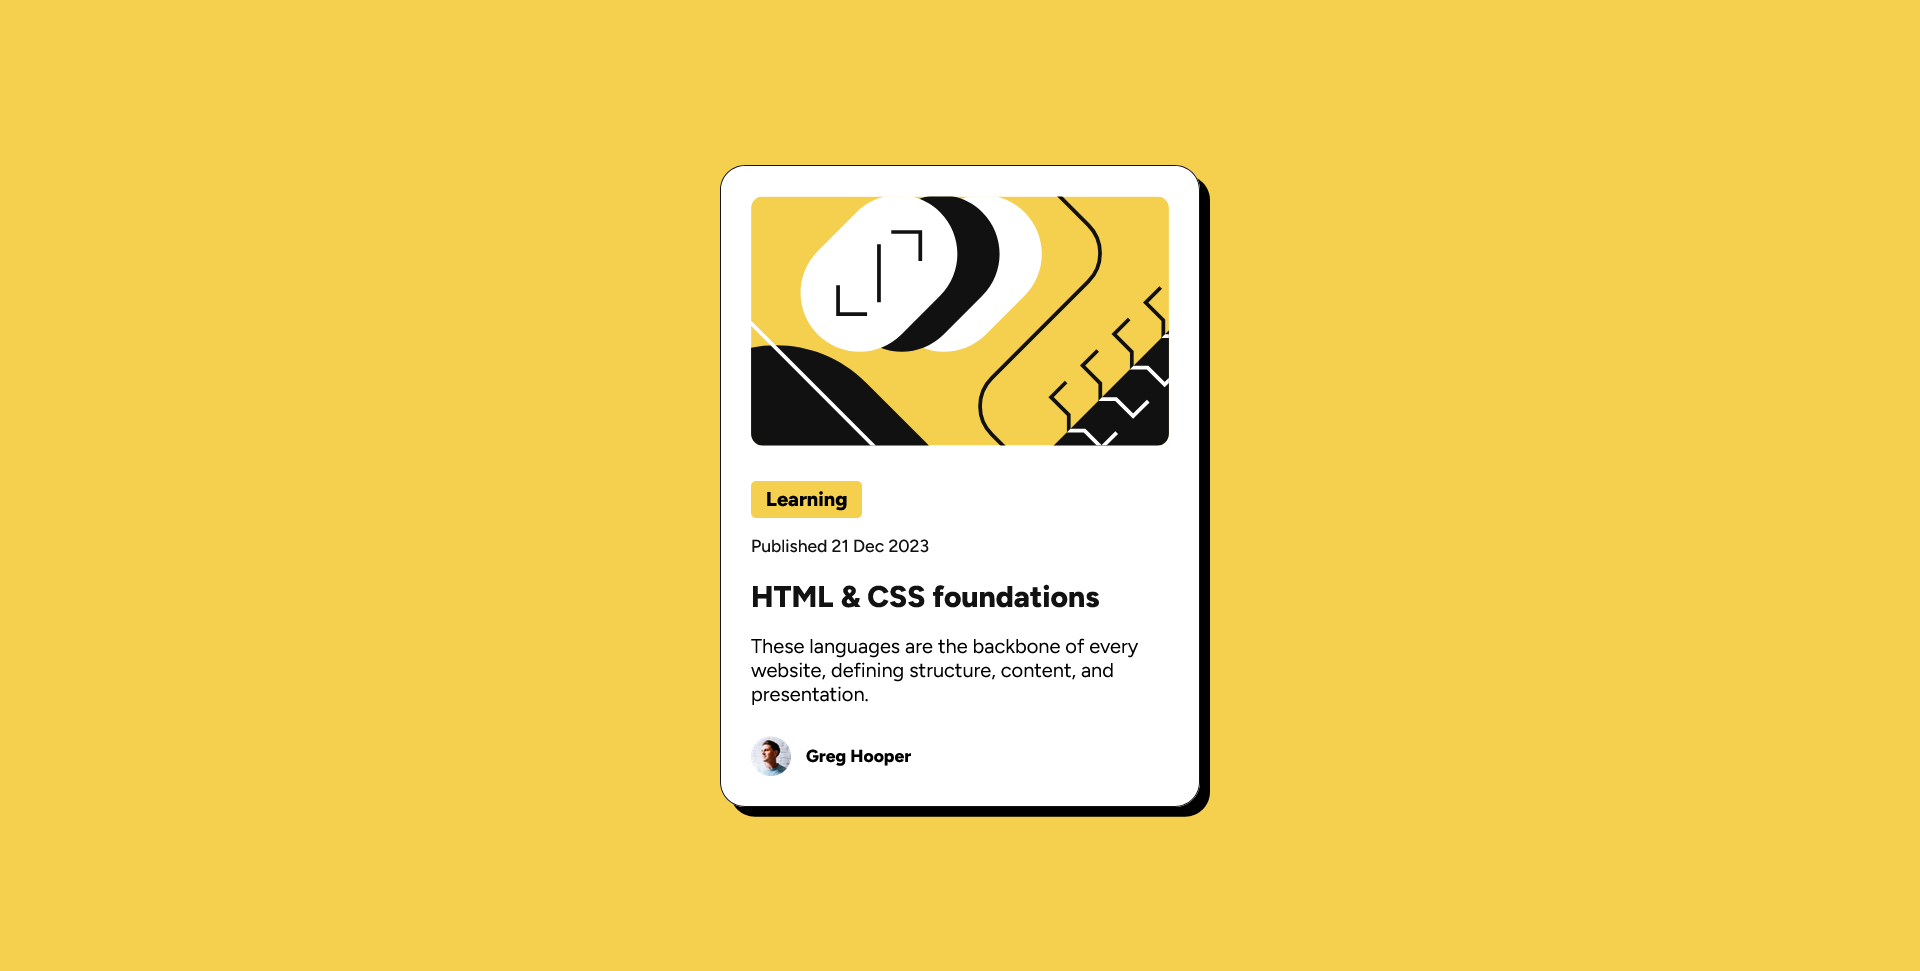 Learning
Published 21 Dec 2023
HTML & CSS foundations
These languages are the backbone of every
website, defining structure, content, and
presentation.
Greg Hooper